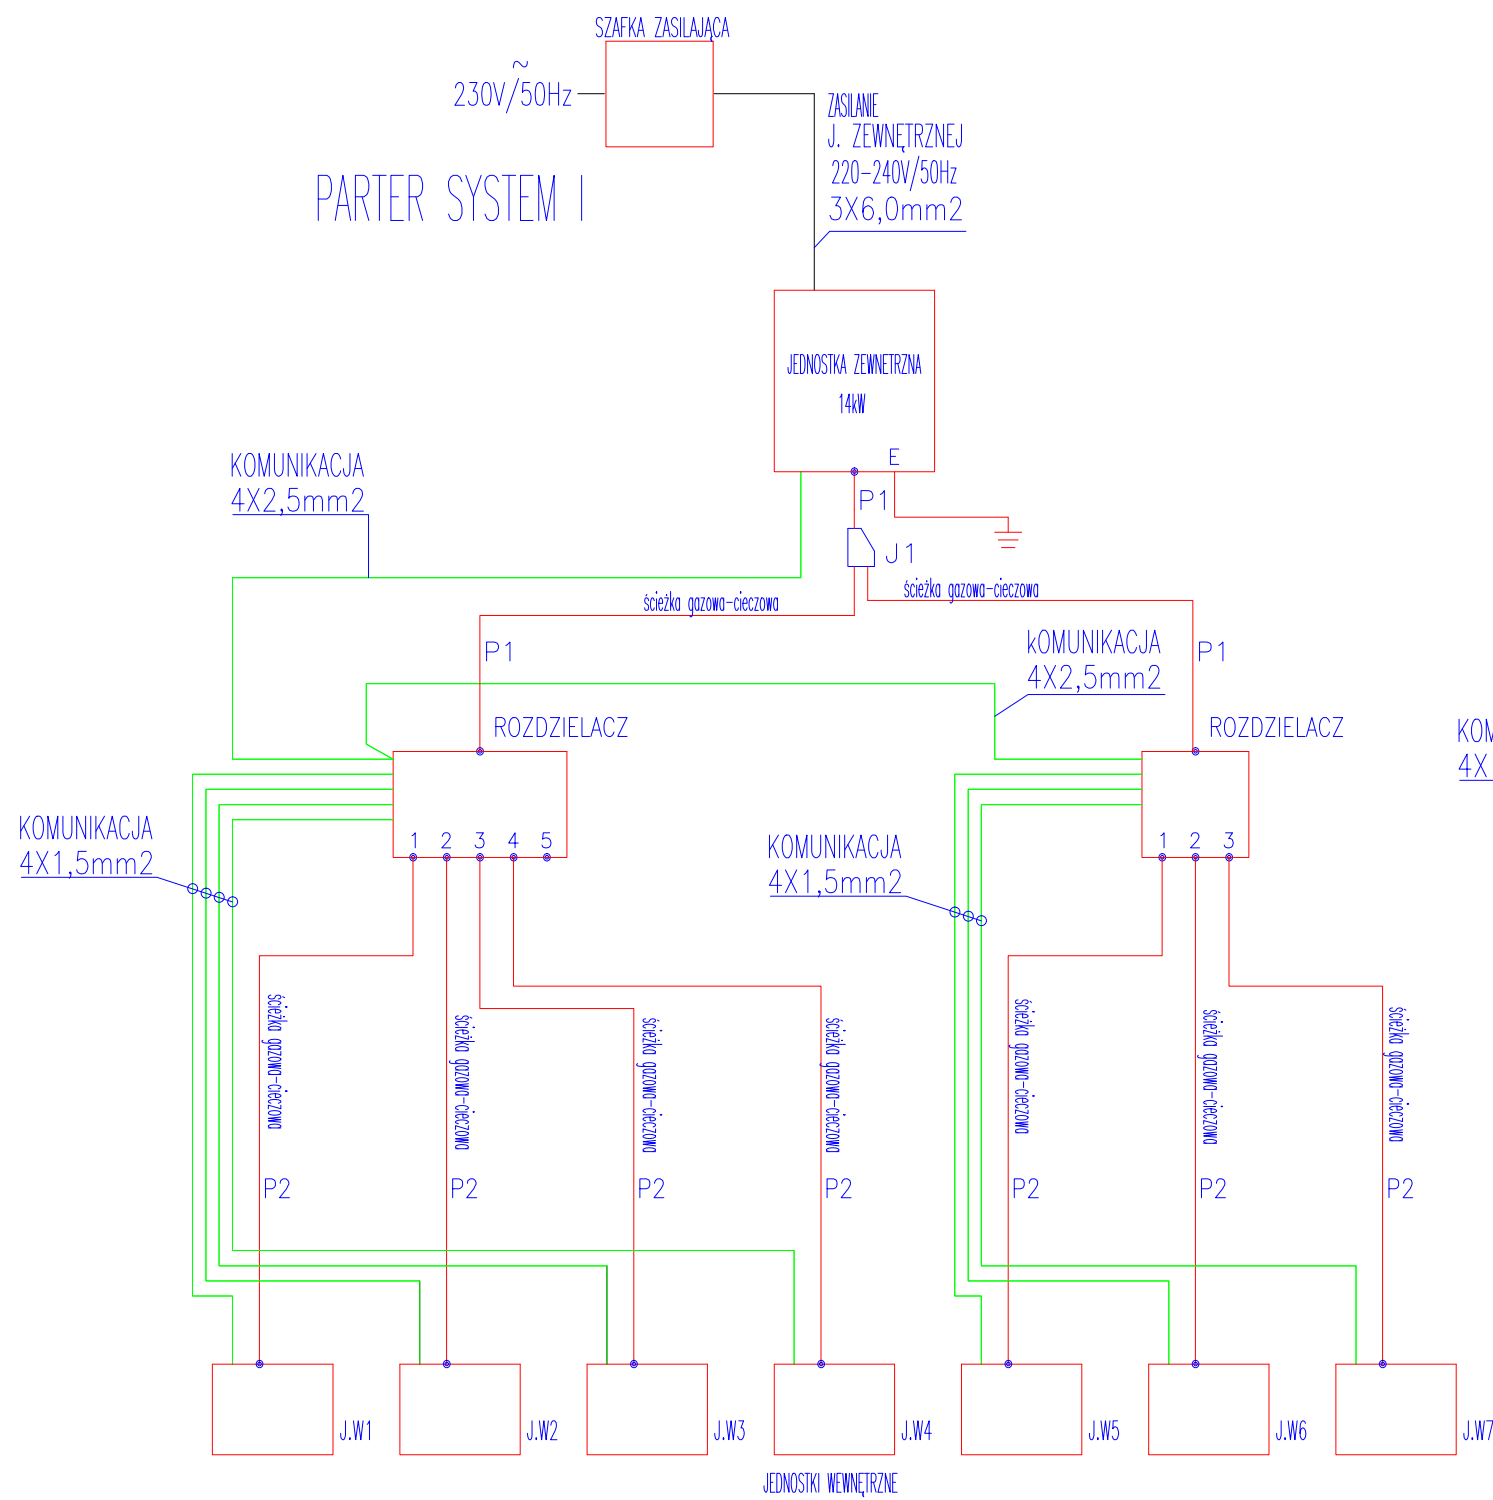 SZAFKA ZASILAJĄCA
~
230V/50Hz
ZASILANIE
J. ZEWNĘTRZNEJ
220-240V/50Hz
3X6,0mm2
PARTER SYSTEM I
JEDNOSTKA ZEWNETRZNA
14kW
E
KOMUNIKACJA
4X2,5mm2
P1
J1
ścieżka gazowa-cieczowa
ścieżka gazowa-cieczowa
P1
kOMUNIKACJA
4X2,5mm2
P1
ROZDZIELACZ
ROZDZIELACZ
KOM
4X
KOMUNIKACJA
4X1,5mm2
1 2 3 4 5
KOMUNIKACJA
4X1,5mm2
1 2 3
ścieżka gazowa-cieczowa
ścieżka gazowa-cieczowa
ścieżka gazowa-cieczowa
ścieżka gazowa-cieczowa
ścieżka gazowa-cieczowa
ścieżka gazowa-cieczowa
ścieżka gazowa-cieczowa
P2 P2 P2 P2 P2 P2 P2
J.W1 J.W2 J.W3 J.W4 J.W5 J.W6 J.W7
JEDNOSTKI WEWNĘTRZNE